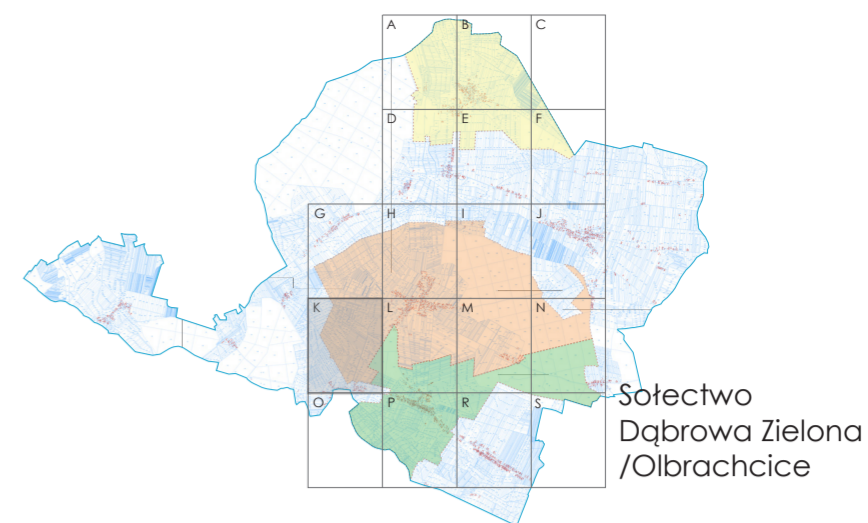 A B C
D E F
G H I J
K L M N
O P R S
Sołectwo
Dąbrowa Zielona
/Olbrachcice